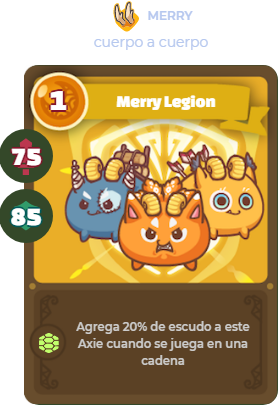 MERRY
cuerpo a cuerpo
1
Merry Legion
75
85
Agrega 20% de escudo a este
Axie cuando se juega en una
cadena